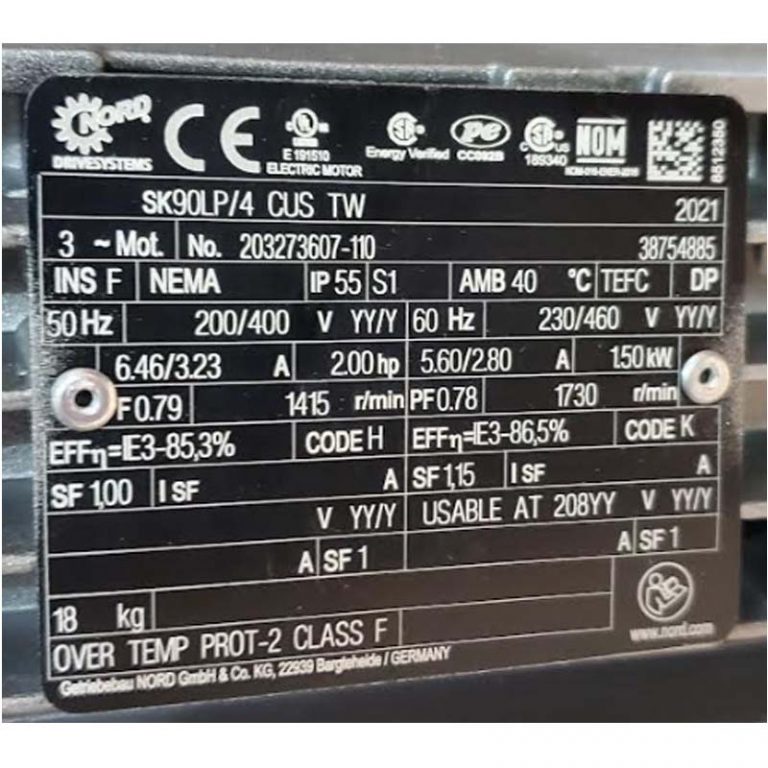 NORD
DRIVESYSTEMS
CE
UL
E 191510
ELECTRIC MOTOR
Energy Verified
CC092B
C US
189340
NOM
8512350
SK90LP/4 CUS TW 2021
3 ~Mot. No. 203273607-110 38754885
INS F NEMA IP 55 S1 AMB 40 °C TEFC DP
50 Hz 200/400 V YY/Y 60 Hz 230/460 V YY/Y
6.46/3.23 A 2.00 hp 5.60/2.80 A 1.50 kW
F 0.79 1415 r/min PF 0.78 1730 r/min
EFFη=IE3-85,3% CODE H EFFη=IE3-86,5% CODE K
SF 1,00 I SF A SF 1,15 I SF A
V YY/Y USABLE AT 208YY V YY/Y
A SF 1 A SF 1
18 kg
OVER TEMP PROT-2 CLASS F
www.nord.com
Getriebebau NORD GmbH & Co. KG, 22939 Bargteheide / GERMANY